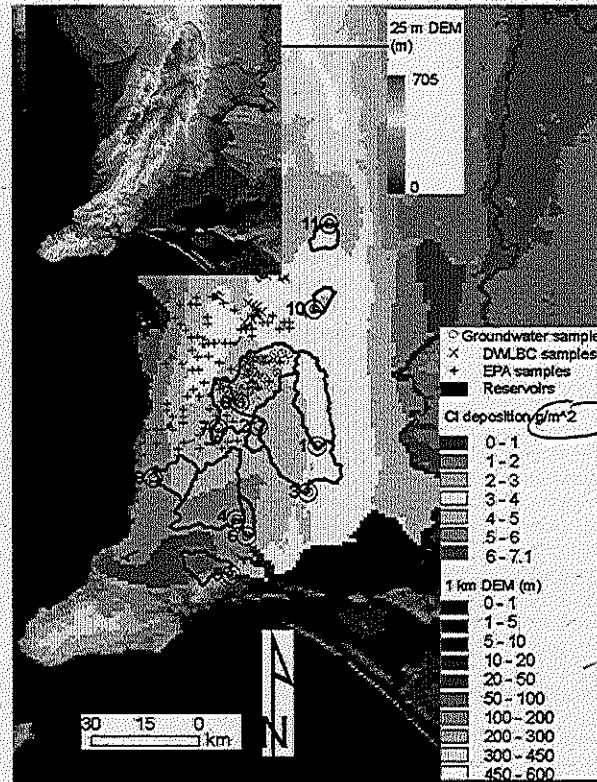 25 m DEM
(m)
705
0
11
10
Groundwater sample
DWLBC samples
EPA samples
Reservoirs
Cl deposition g/m^2
0 - 1
1 - 2
2 - 3
3 - 4
4 - 5
5 - 6
6 - 7.1
1 km DEM (m)
0 - 1
1 - 5
5 - 10
10 - 20
20 - 50
50 - 100
100 - 200
200 - 300
300 - 450
450 - 600
7
2
1
3
4
6
30 15 0
km
N